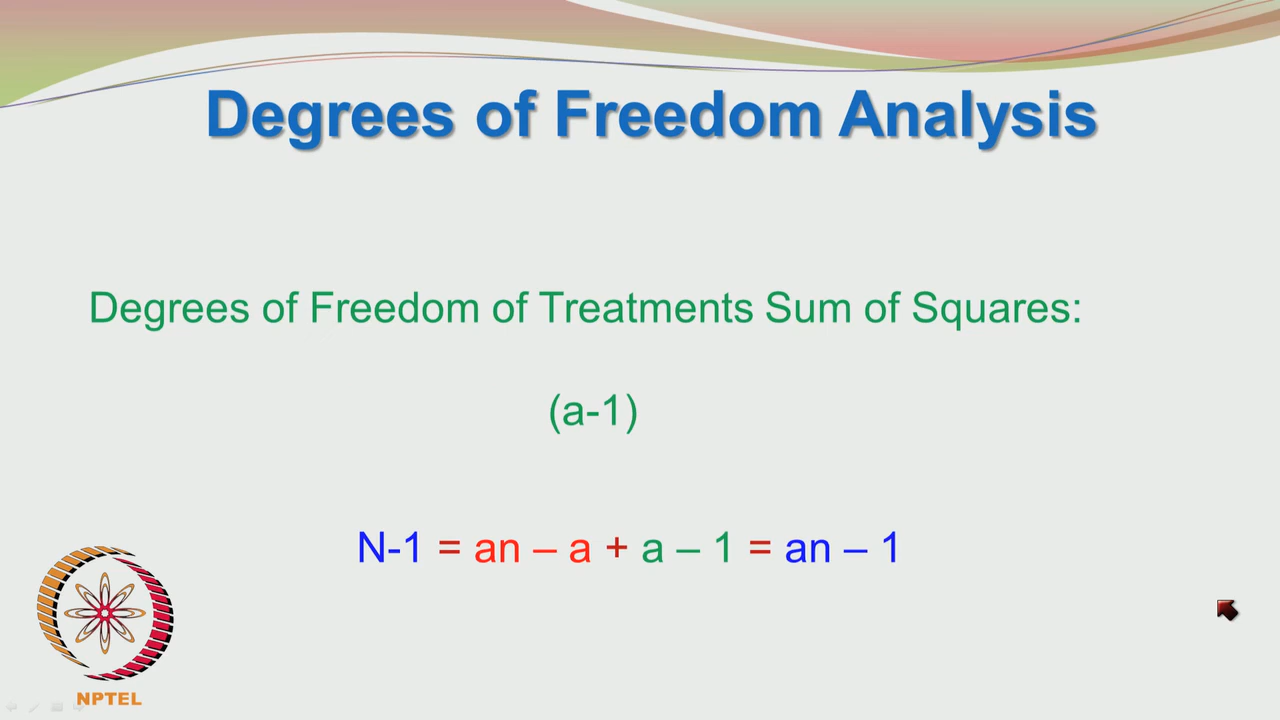 Degrees of Freedom Analysis
Degrees of Freedom of Treatments Sum of Squares:
(a-1)
N-1 = an – a + a – 1 = an – 1
NPTEL